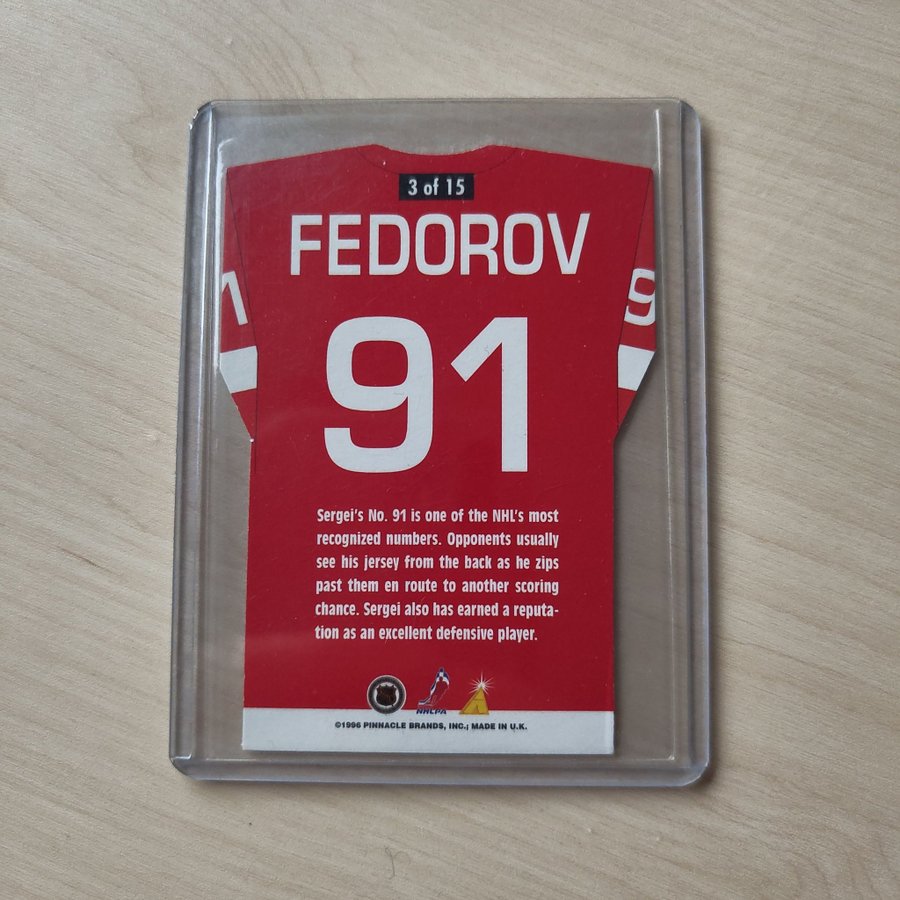 3 of 15
FEDOROV
1
9
91
Sergei's No. 91 is one of the NHL's most
recognized numbers. Opponents usually
see his jersey from the back as he zips
past them en route to another scoring
chance. Sergei also has earned a reputa-
tion as an excellent defensive player.
NHLPA
©1996 PINNACLE BRANDS, INC.; MADE IN U.K.